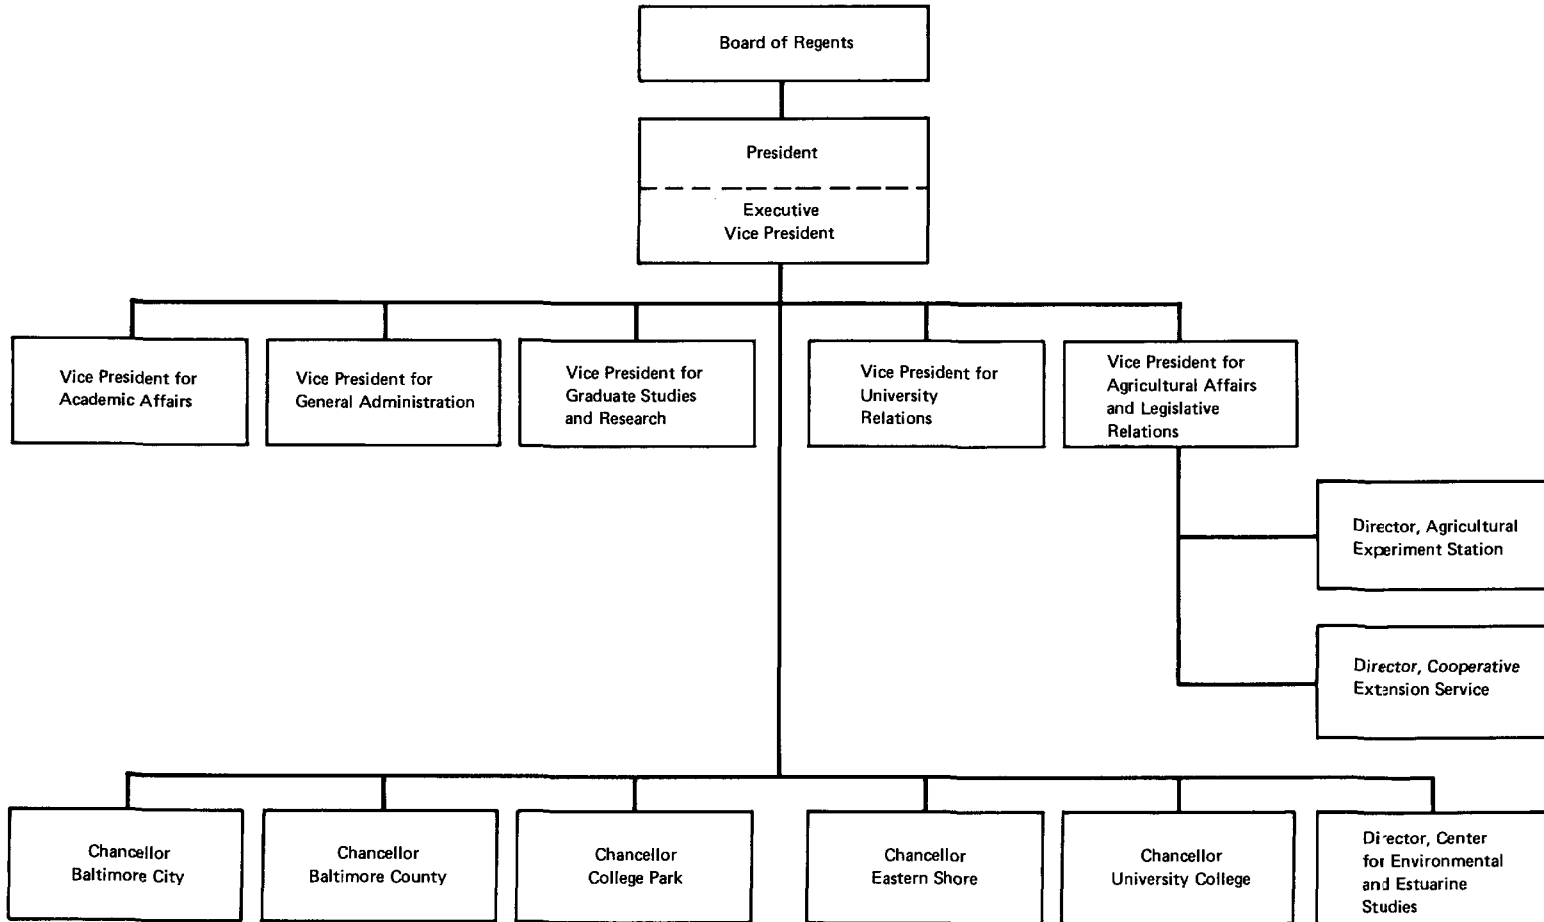 Board of Regents
President
Executive
Vice President
Vice President for
Academic Affairs
Vice President for
General Administration
Vice President for
Graduate Studies
and Research
Vice President for
University
Relations
Vice President for
Agricultural Affairs
and Legislative
Relations
Director, Agricultural
Experiment Station
Director, Cooperative
Extension Service
Chancellor
Baltimore City
Chancellor
Baltimore County
Chancellor
College Park
Chancellor
Eastern Shore
Chancellor
University College
Director, Center
for Environmental
and Estuarine
Studies